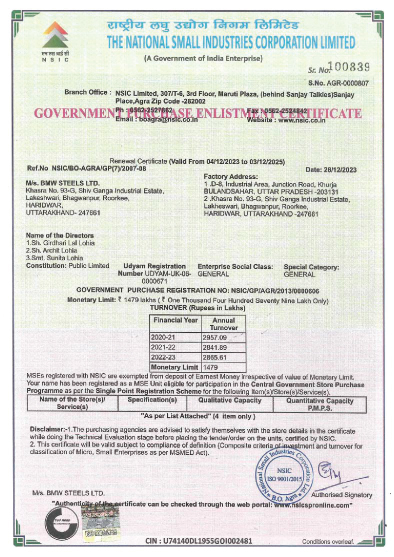 राष्ट्रीय लघु उद्योग निगम लिमिटेड
THE NATIONAL SMALL INDUSTRIES CORPORATION LIMITED
(A Government of India Enterprise)
एन एस आई सी
NSIC
Sr. No. 100839
S.No. AGR-0000807
Branch Office : NSIC Limited, 307/T-6, 3rd Floor, Maruti Plaza, (behind Sanjay Talkies)Sanjay
Place,Agra Zip Code -282002
Ph : 0562-2527862 Fax :0562-2524842
GOVERNMENT PURCHASE ENLISTMENT CERTIFICATE
Email : boagra@nsic.co.in Website : www.nsic.co.in
Renewal Certificate (Valid From 04/12/2023 to 03/12/2025)
Ref.No NSIC/BO-AGRA/GP(7)/2007-08 Date: 26/12/2023
M/s. BMW STEELS LTD.
Khasra No. 93-G, Shiv Ganga Industrial Estate,
Lakeshwari, Bhagwanpur, Roorkee,
HARIDWAR,
UTTARAKHAND- 247661
Factory Address:
1 .D-8, Industrial Area, Junction Road, Khurja
BULANDSAHAR, UTTAR PRADESH -203131
2 .Khasra No. 93-G, Shiv Ganga Industrial Estate,
Lakheswari, Bhagwanpur, Roorkee,
HARIDWAR, UTTARAKHAND -247661
Name of the Directors
1.Sh. Girdhari Lal Lohia
2.Sh. Archit Lohia
3.Smt. Sunita Lohia
Constitution: Public Limited
Udyam Registration
Number UDYAM-UK-06-
0000671
Enterprise Social Class:
GENERAL
Special Category:
GENERAL
GOVERNMENT PURCHASE REGISTRATION NO: NSIC/GP/AGR/2013/0000606
Monetary Limit: ₹ 1479 lakhs ( ₹ One Thousand Four Hundred Seventy Nine Lakh Only)
TURNOVER (Rupees in Lakhs)
Financial Year Annual Turnover
2020-21 2957.09
2021-22 2841.89
2022-23 2865.61
Monetary Limit 1479
MSEs registered with NSIC are exempted from deposit of Earnest Money irrespective of value of Monetary Limit.
Your name has been registered as a MSE Unit eligible for participation in the Central Government Store Purchase
Programme as per the Single Point Registration Scheme for the following Item(s)/Store(s)/Service(s).
Name of the Store(s)/ Service(s) Specification(s) Qualitative Capacity Quantitative Capacity P.M.P.S.
"As per List Attached" (4 item only )
Disclaimer:-1.The purchasing agencies are advised to satisfy themselves with the store details in the certificate
while doing the Technical Evaluation stage before placing the tender/order on the units, certified by NSIC.
2. This certificate will be valid subject to compliance of definition (Composite criteria of investment and turnover for
classification of Micro, Small Enterprises as per MSMED Act).
NSIC
ISO 9001/2015
B.O. Agra
M/s. BMW STEELS LTD. Authorised Signatory
"Authenticity of the certificate can be checked through the web portal: www.nsicspronline.com"
CIN : U74140DL1955GOI002481 Conditions overleaf.